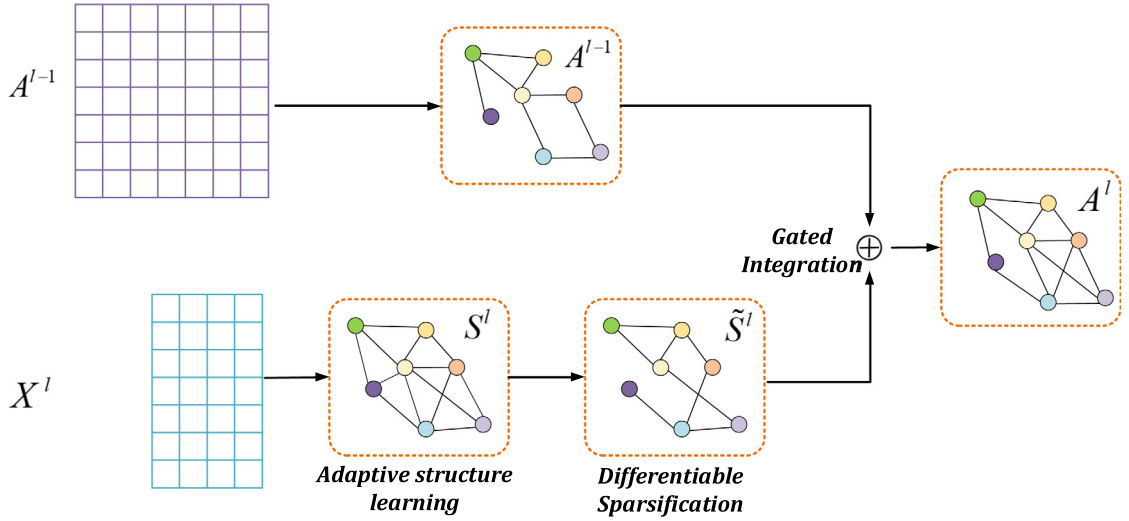 A^{l-1}
A^{l-1}
Gated
Integration
A^l
X^l
S^l
S̃^l
Adaptive structure
learning
Differentiable
Sparsification